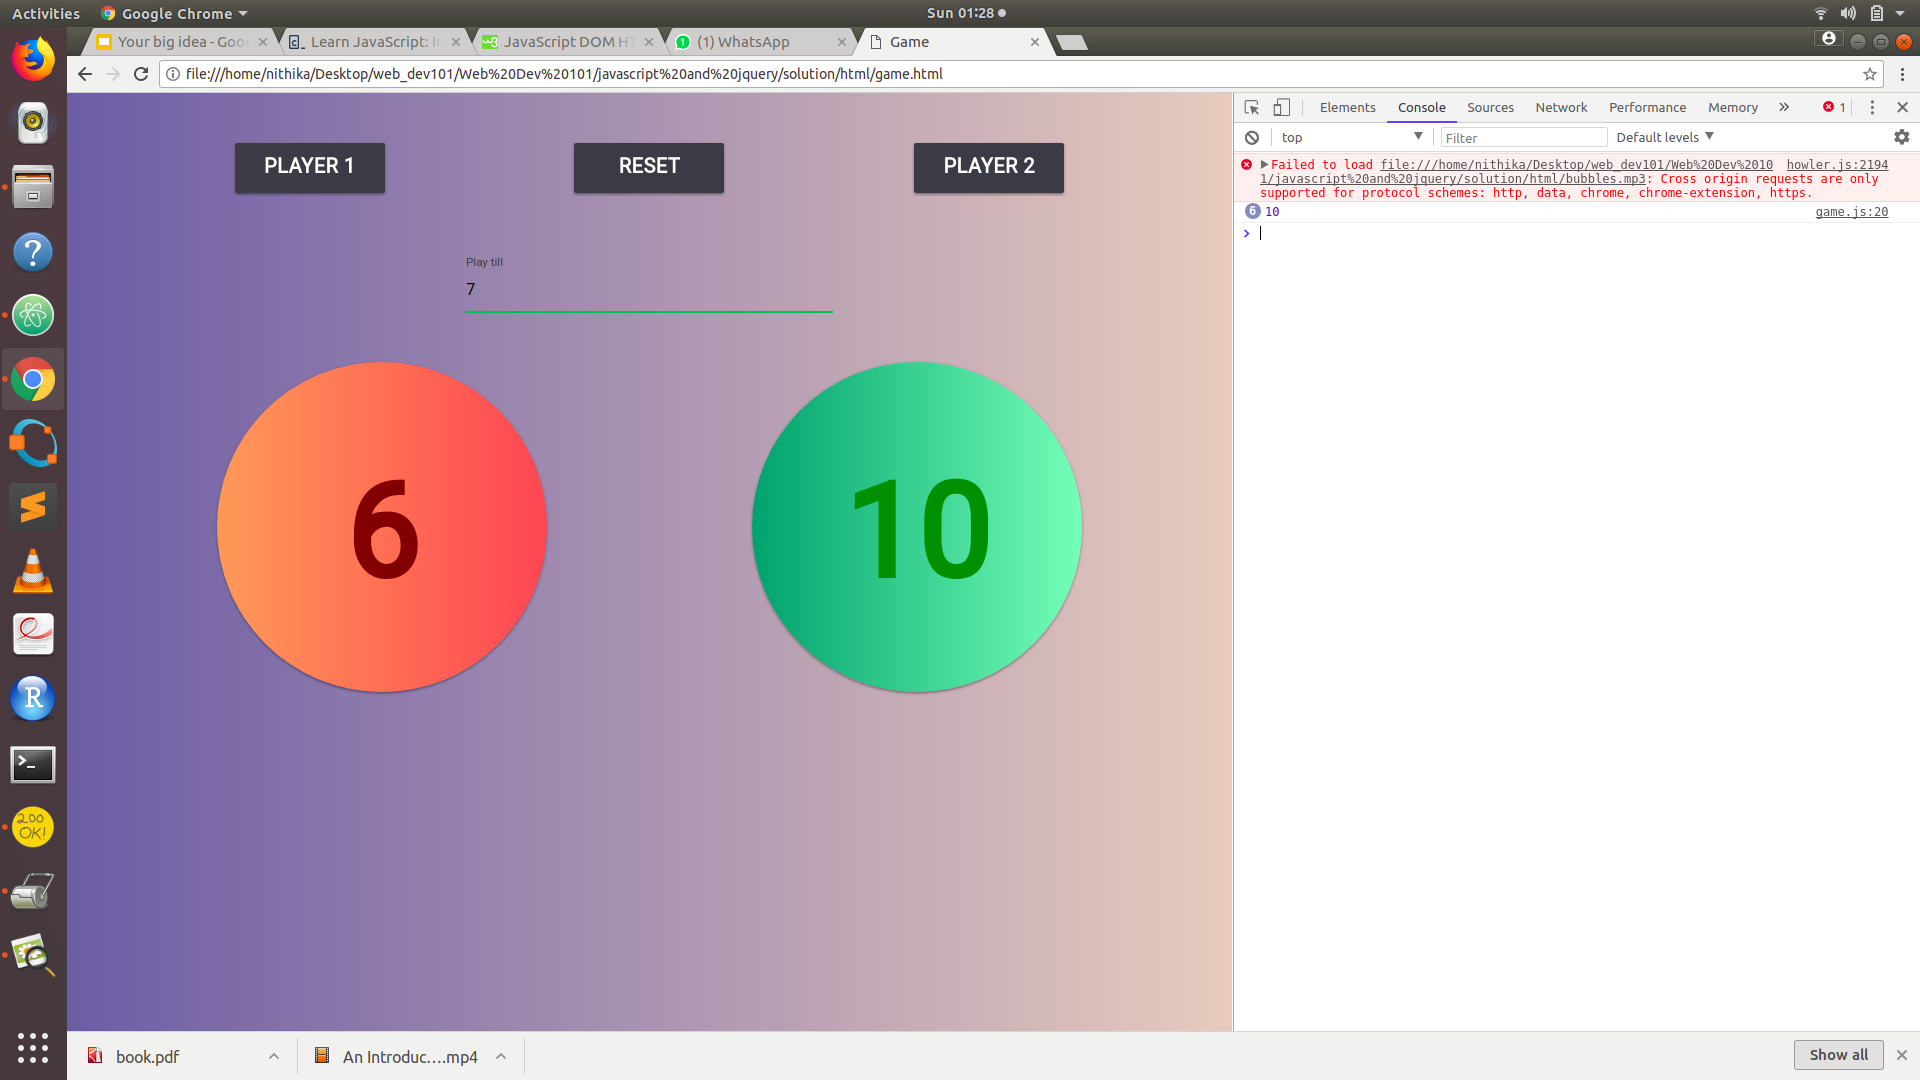 Activities
Google Chrome
Sun 01:28
Your big idea - Goo
Learn JavaScript: In
JavaScript DOM HT
(1) WhatsApp
Game
file:///home/nithika/Desktop/web_dev101/Web%20Dev%20101/javascript%20and%20jquery/solution/html/game.html
Elements
Console
Sources
Network
Performance
Memory
1
top
Filter
Default levels
Failed to load file:///home/nithika/Desktop/web_dev101/Web%20Dev%2010 howler.js:2194
1/javascript%20and%20jquery/solution/html/bubbles.mp3: Cross origin requests are only
supported for protocol schemes: http, data, chrome, chrome-extension, https.
6 10 game.js:20
PLAYER 1
RESET
PLAYER 2
Play till
7
6
10
200
OK!
book.pdf
An Introduc....mp4
Show all